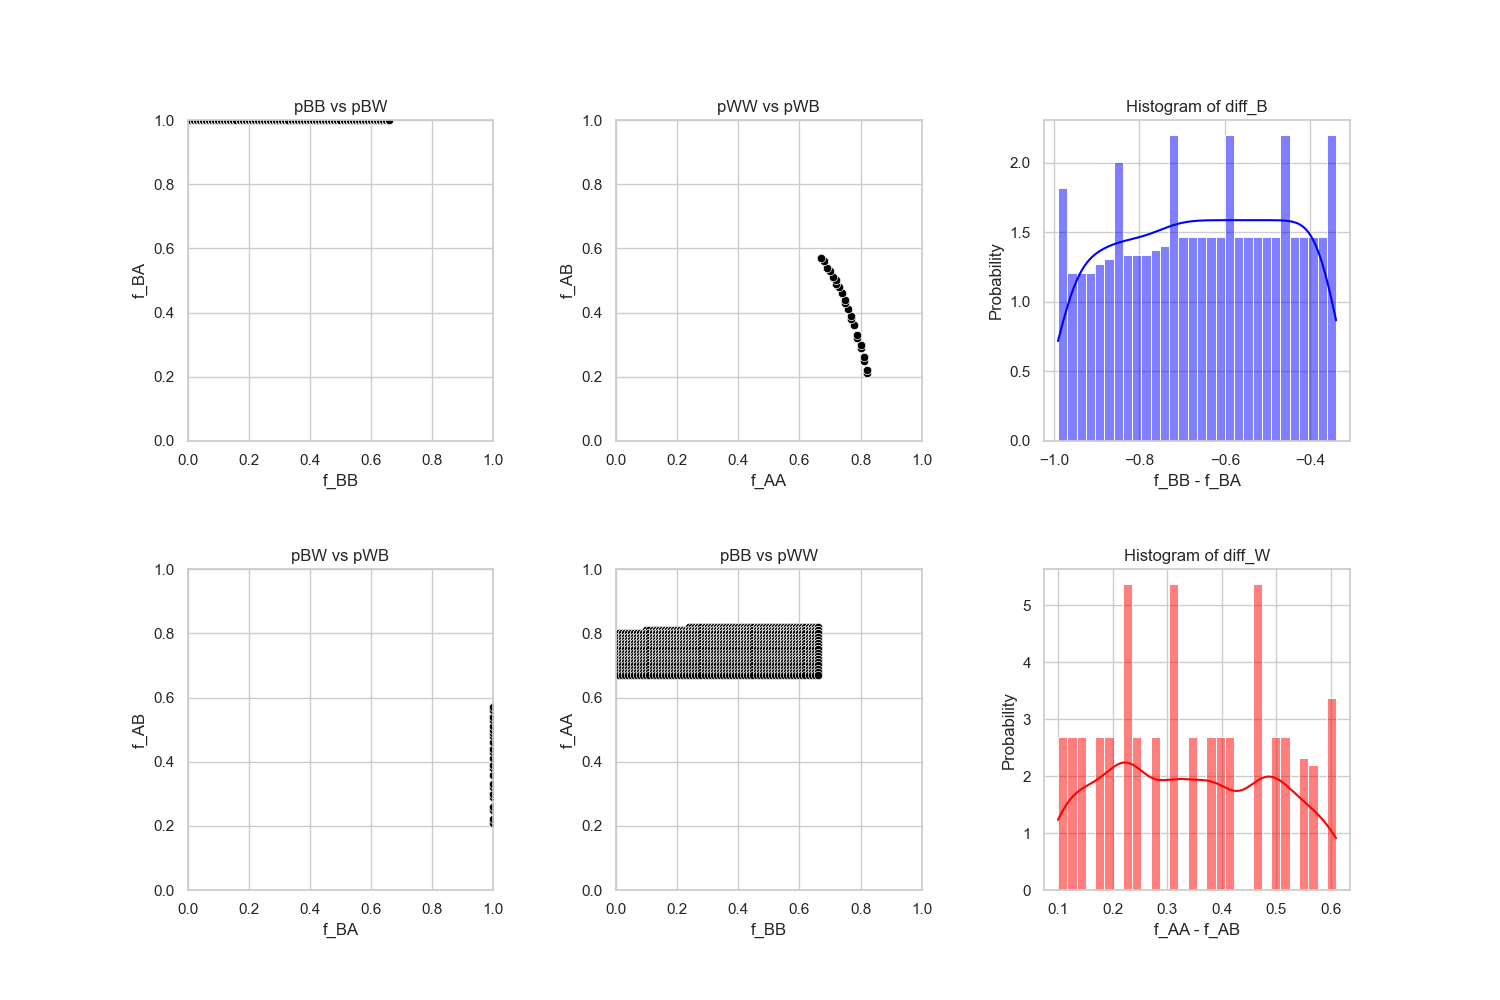 pBB vs pBW
1.0
0.8
0.6
0.4
0.2
0.0
f_BA
0.0 0.2 0.4 0.6 0.8 1.0
f_BB
pWW vs pWB
1.0
0.8
0.6
0.4
0.2
0.0
f_AB
0.0 0.2 0.4 0.6 0.8 1.0
f_AA
Histogram of diff_B
2.0
1.5
1.0
0.5
0.0
Probability
−1.0 −0.8 −0.6 −0.4
f_BB - f_BA
pBW vs pWB
1.0
0.8
0.6
0.4
0.2
0.0
f_AB
0.0 0.2 0.4 0.6 0.8 1.0
f_BA
pBB vs pWW
1.0
0.8
0.6
0.4
0.2
0.0
f_AA
0.0 0.2 0.4 0.6 0.8 1.0
f_BB
Histogram of diff_W
5
4
3
2
1
0
Probability
0.1 0.2 0.3 0.4 0.5 0.6
f_AA - f_AB